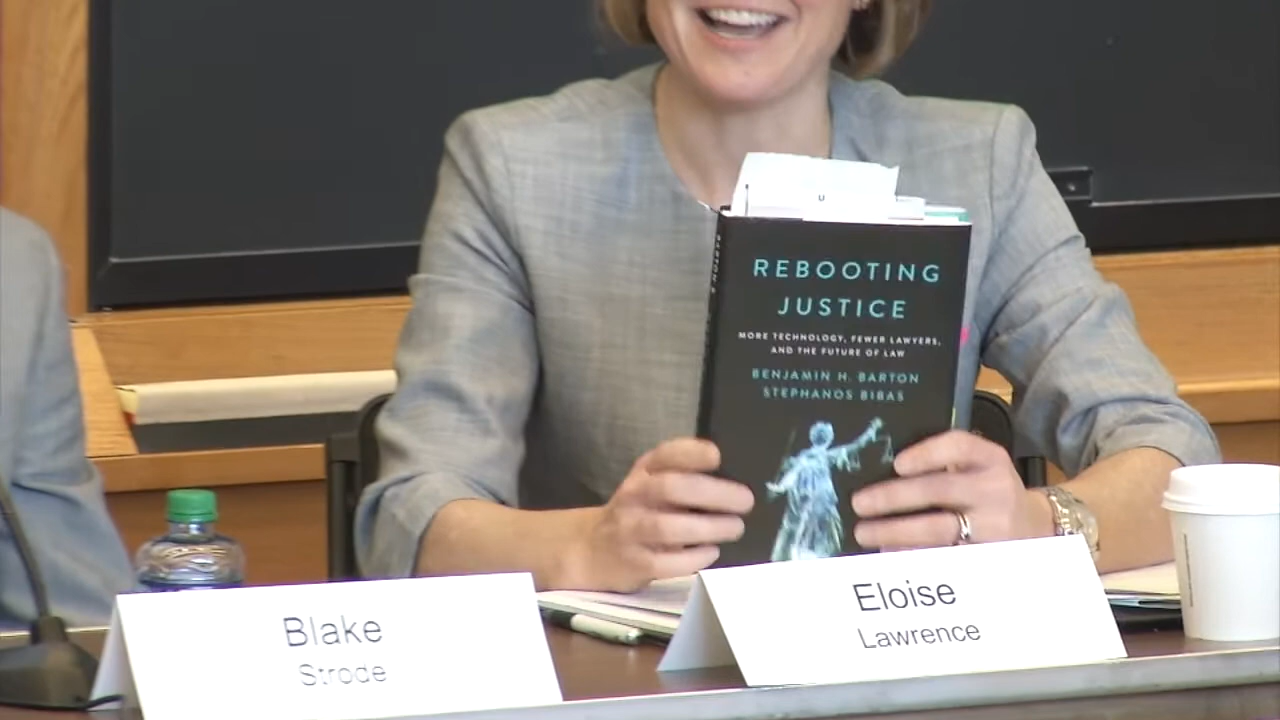 REBOOTING
JUSTICE
MORE TECHNOLOGY, FEWER LAWYERS,
AND THE FUTURE OF LAW
BENJAMIN H. BARTON
STEPHANOS BIBAS
Eloise
Lawrence
Blake
Strode